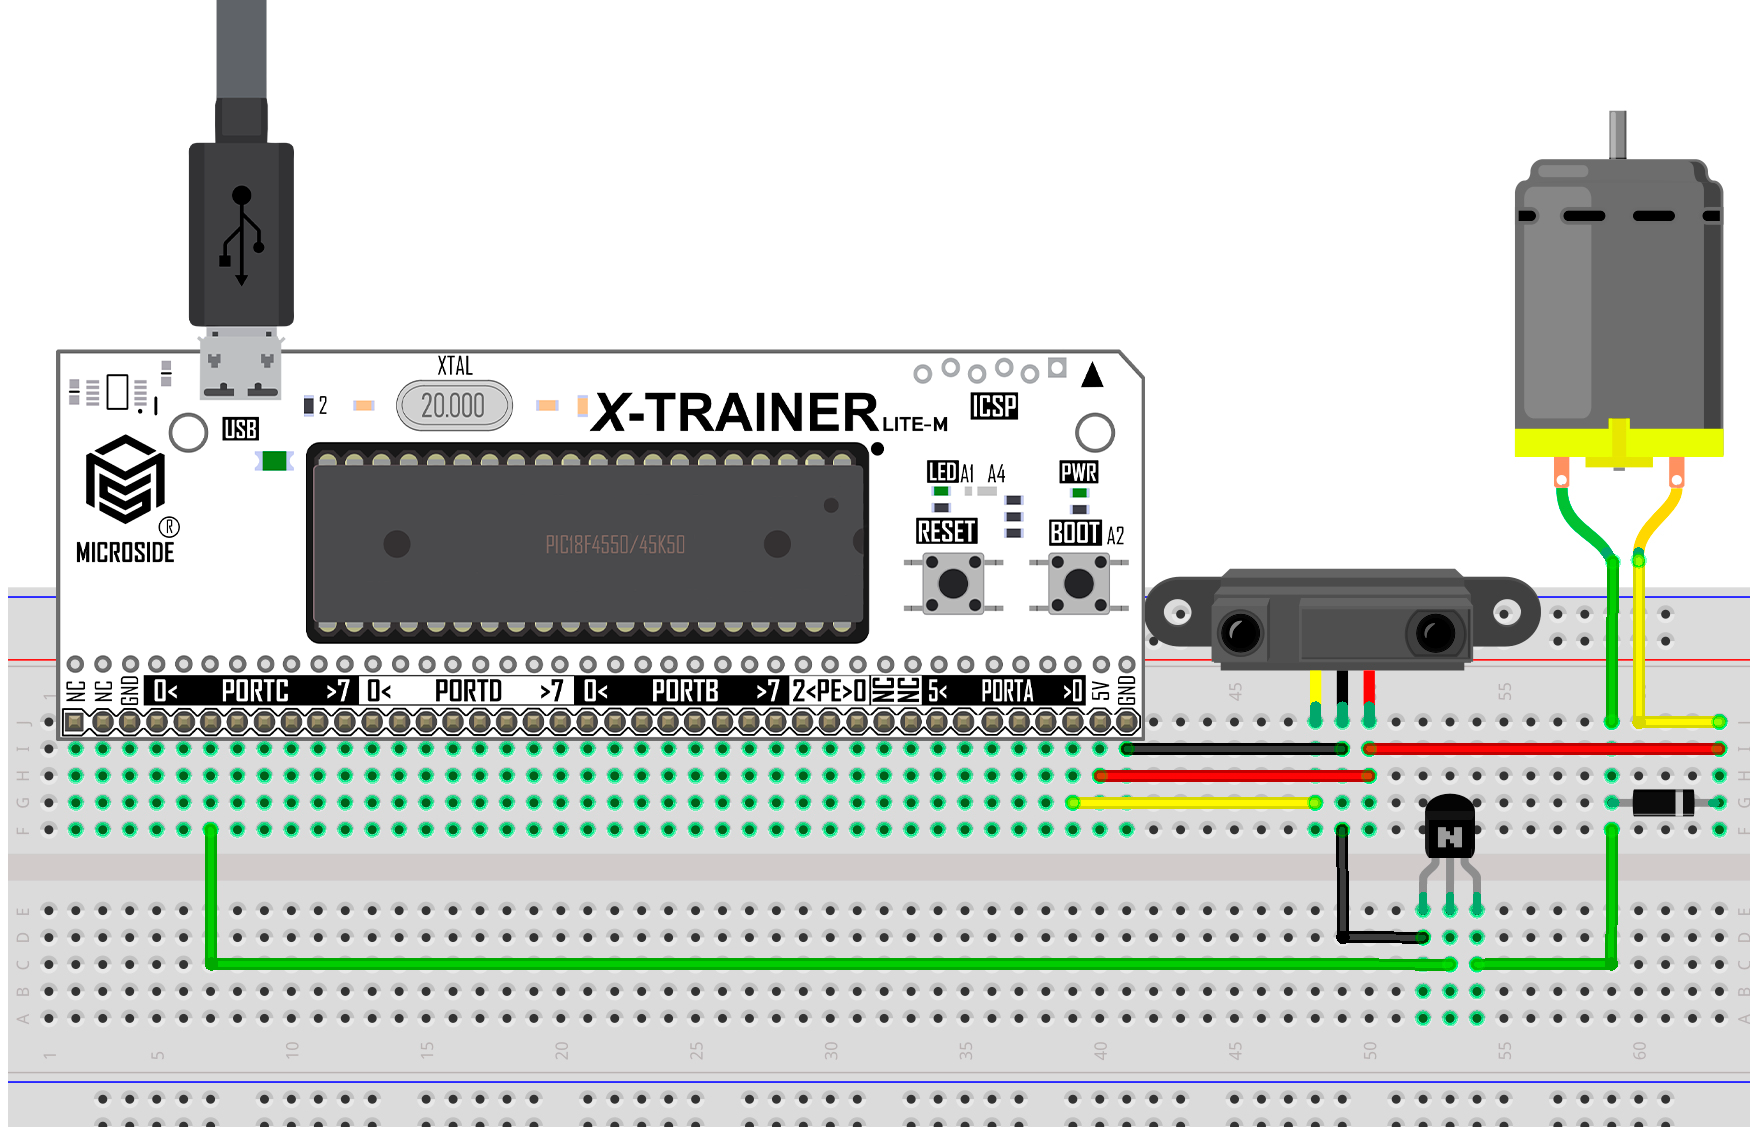 XTAL
20.000
2
X-TRAINER LITE-M
ICSP
USB
LED A1 A4
PWR
RESET
BOOT A2
MICROSIDE
®
PIC18F4550/45K50
NC NC GND 0< PORTC >7 0< PORTD >7 0< PORTB >7 2<PE>0 NC NC 5< PORTA >0 5V GND
1 45 55
J
I I
H H
G G
F F
N
E E
D D
C C
B B
A A
1 5 10 15 20 25 30 35 40 45 50 55 60